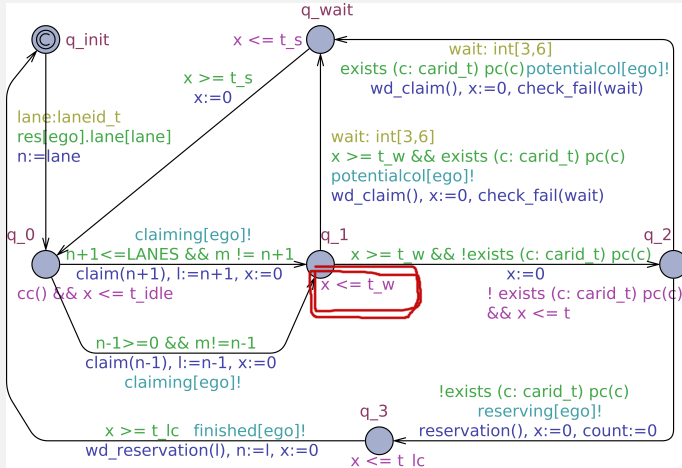 q_wait
C
q_init
x <= t_s
wait: int[3,6]
exists (c: carid_t) pc(c)potentialcol[ego]!
wd_claim(), x:=0, check_fail(wait)
x >= t_s
x:=0
lane:laneid_t
res[ego].lane[lane]
n:=lane
wait: int[3,6]
x >= t_w && exists (c: carid_t) pc(c)
potentialcol[ego]!
wd_claim(), x:=0, check_fail(wait)
q_0
claiming[ego]!
q_1
q_2
n+1<=LANES && m != n+1
x >= t_w && !exists (c: carid_t) pc(c)
claim(n+1), l:=n+1, x:=0
x:=0
cc() && x <= t_idle
x <= t_w
! exists (c: carid_t) pc(c)
&& x <= t
n-1>=0 && m!=n-1
claim(n-1), l:=n-1, x:=0
claiming[ego]!
!exists (c: carid_t) pc(c)
q_3
reserving[ego]!
x >= t_lc finished[ego]!
reservation(), x:=0, count:=0
wd_reservation(l), n:=l, x:=0
x <= t_lc